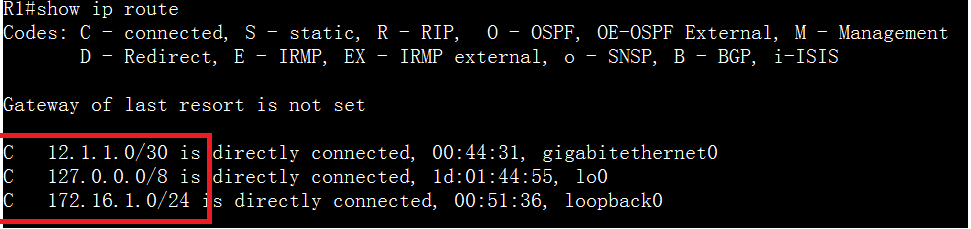 R1#show ip route
Codes: C - connected, S - static, R - RIP,  O - OSPF, OE-OSPF External, M - Management
       D - Redirect, E - IRMP, EX - IRMP external, o - SNSP, B - BGP, i-ISIS
Gateway of last resort is not set
C   12.1.1.0/30 is directly connected, 00:44:31, gigabitethernet0
C   127.0.0.0/8 is directly connected, 1d:01:44:55, lo0
C   172.16.1.0/24 is directly connected, 00:51:36, loopback0